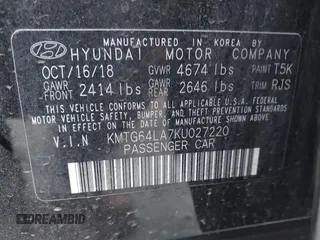 MANUFACTURED IN KOREA BY
HYUNDAI MOTOR COMPANY
OCT/16/18 GVWR 4674 lbs PAINT T5K
GAWR FRONT 2414 lbs GAWR REAR 2646 lbs TRIM RJS
THIS VEHICLE CONFORMS TO ALL APPLICABLE U.S.A. FEDERAL
MOTOR VEHICLE SAFETY, BUMPER, AND THEFT PREVENTION STANDARDS
IN EFFECT ON THE DATE OF MANUFACTURE SHOWN ABOVE.
V.I.N KMTG64LA7KU027220
PASSENGER CAR
DREAMBID